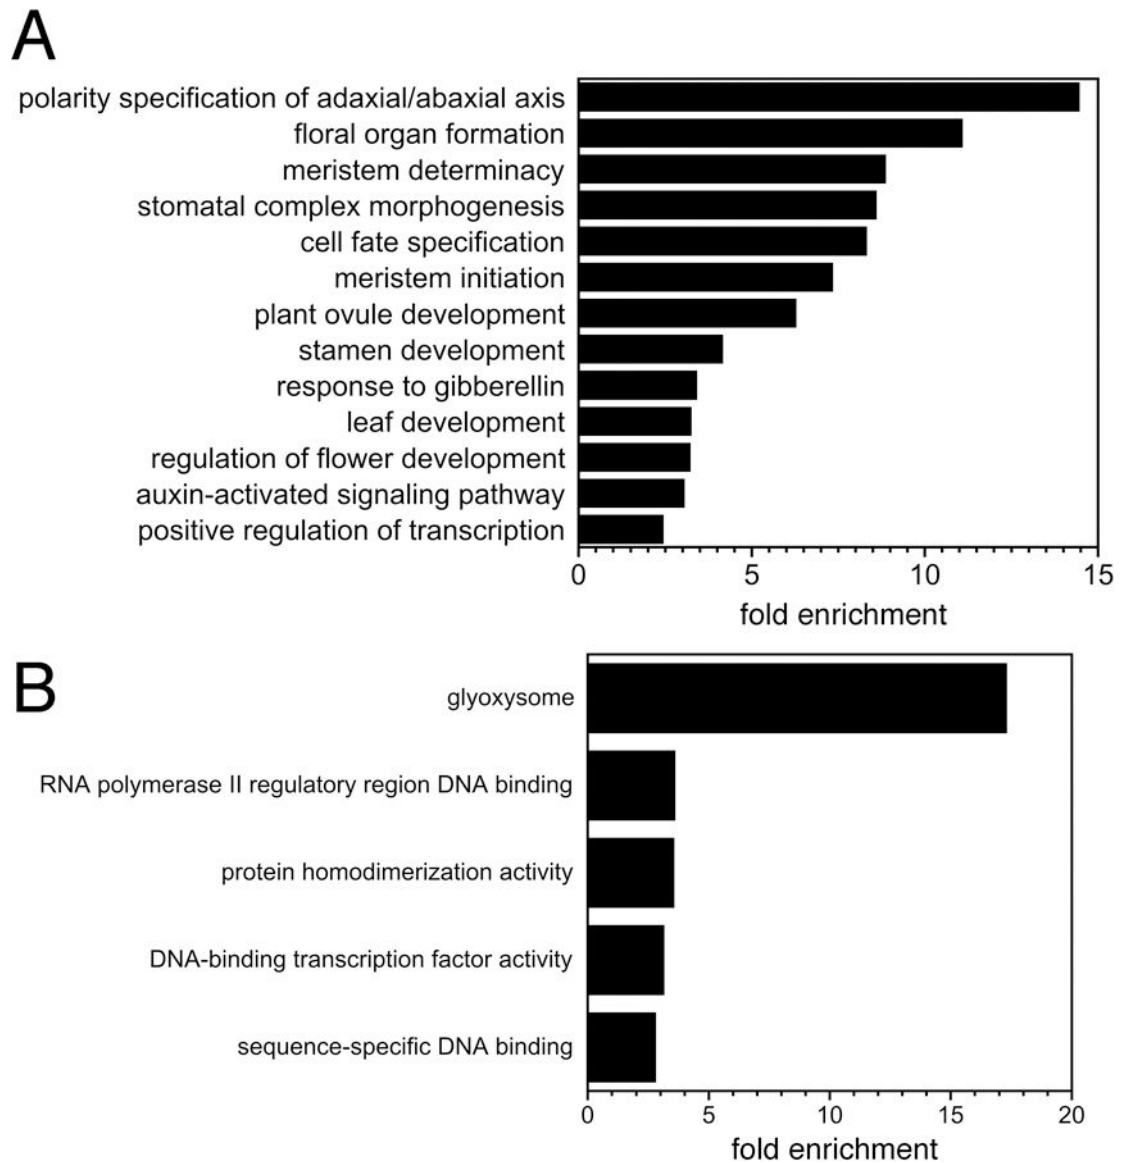 A
polarity specification of adaxial/abaxial axis
floral organ formation
meristem determinacy
stomatal complex morphogenesis
cell fate specification
meristem initiation
plant ovule development
stamen development
response to gibberellin
leaf development
regulation of flower development
auxin-activated signaling pathway
positive regulation of transcription
0 5 10 15
fold enrichment
B
glyoxysome
RNA polymerase II regulatory region DNA binding
protein homodimerization activity
DNA-binding transcription factor activity
sequence-specific DNA binding
0 5 10 15 20
fold enrichment